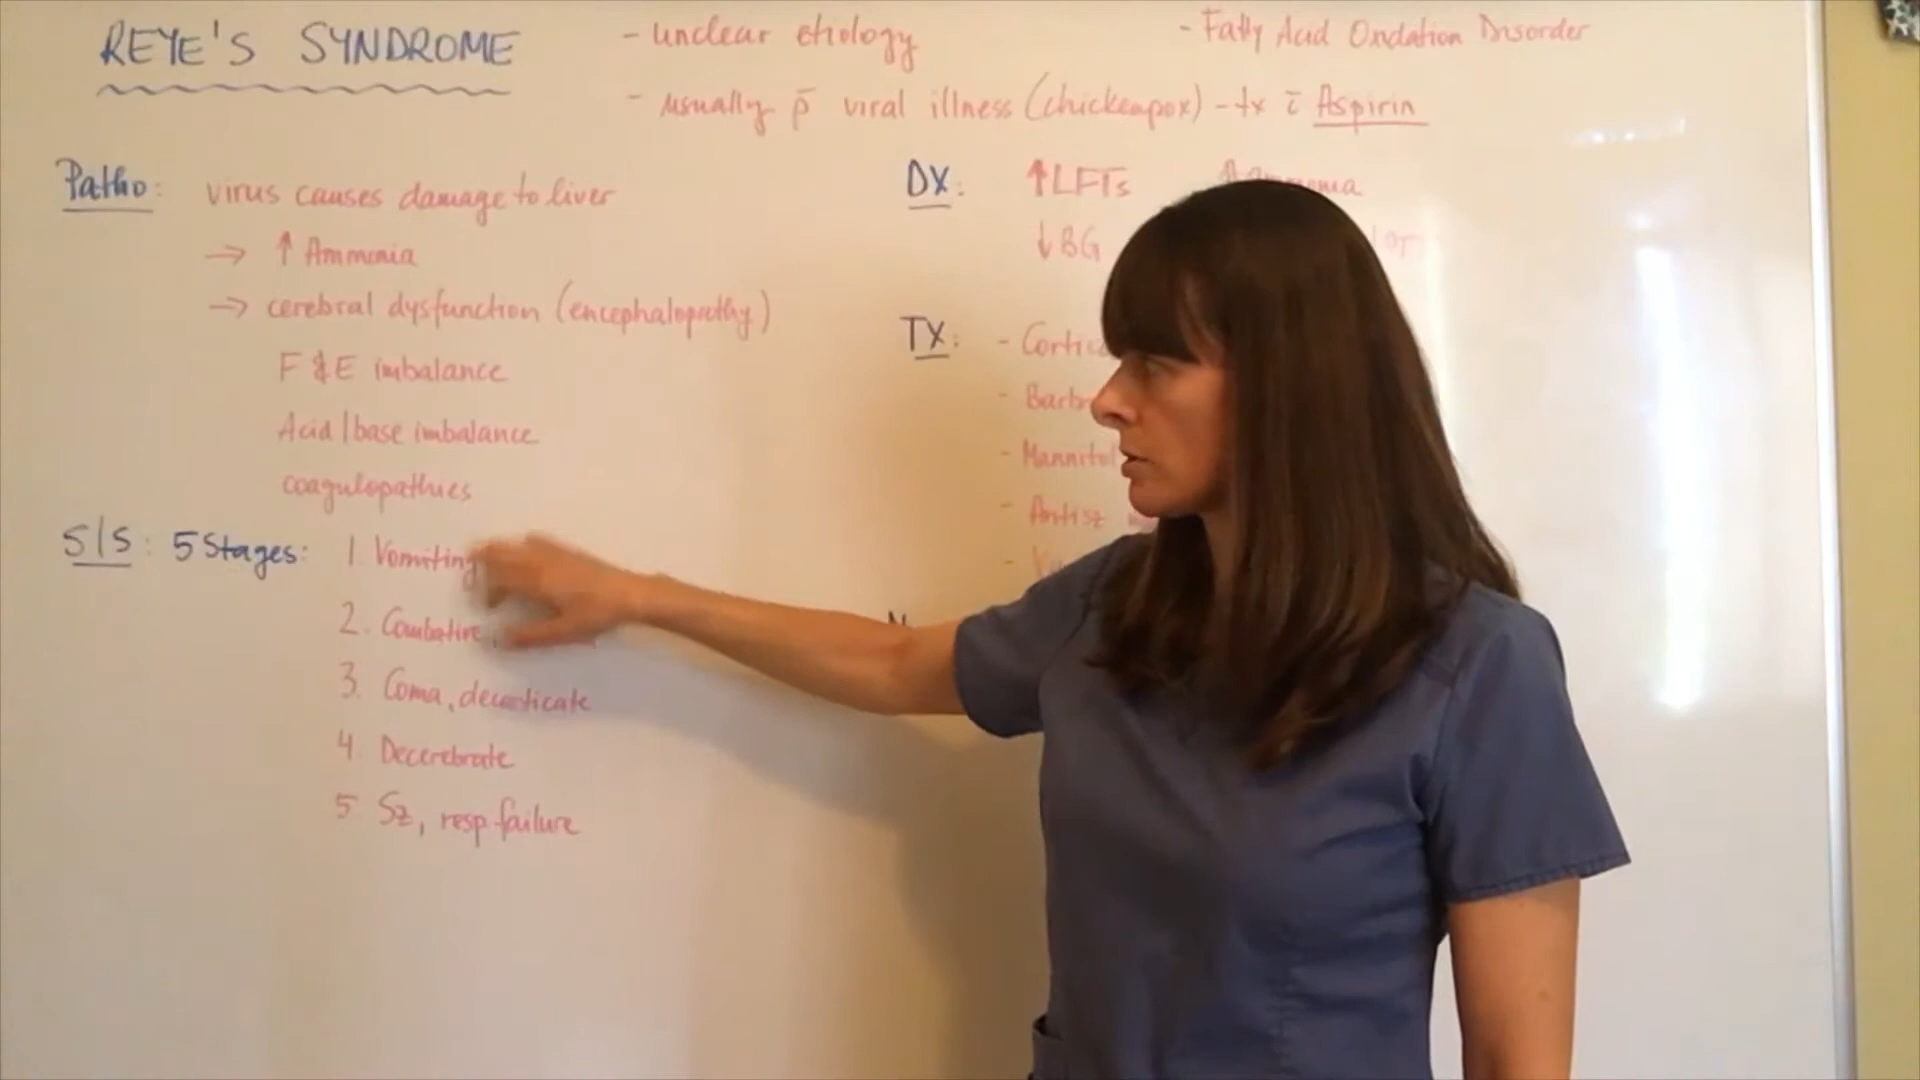 REYE'S SYNDROME
- unclear etiology
- Fatty Acid Oxidation Disorder
- usually p̄ viral illness (chickenpox) - tx c̄ Aspirin
Patho: virus causes damage to liver
→ ↑ Ammonia
→ cerebral dysfunction (encephalopathy)
F & E imbalance
Acid/base imbalance
coagulopathies
S/S: 5 Stages: 1 Vomiting
2. Combative,
3. Coma, decorticate
4. Decerebrate
5 Sz, resp failure
DX: ↑LFTs
↓BG
TX: - Cortic
- Barb
- Mannitol
- Antisz